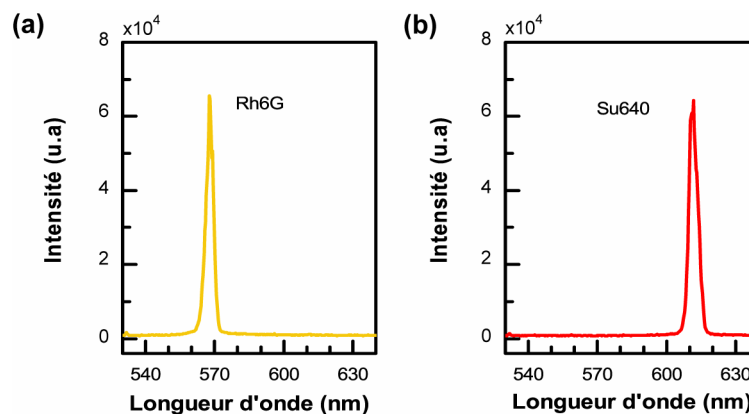 (a)
x10⁴
8
6
4
2
0
Intensité (u.a)
Rh6G
540 570 600 630
Longueur d'onde (nm)
(b)
x10⁴
8
6
4
2
0
Intensité (u.a)
Su640
540 570 600 630
Longueur d'onde (nm)